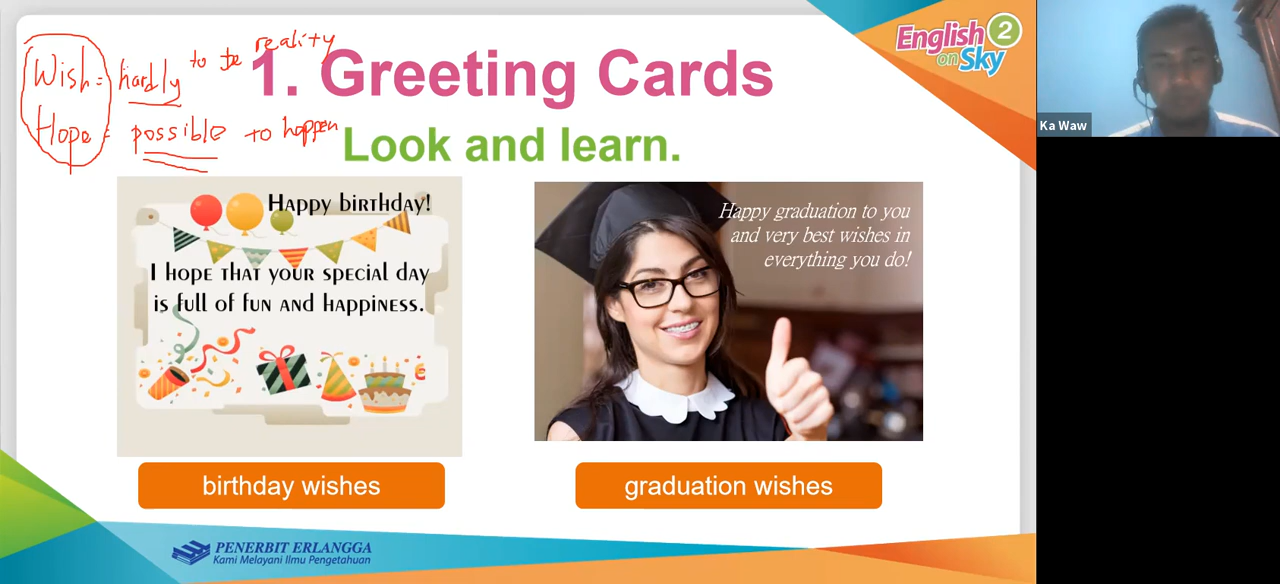 Wish = hardly to be reality
Hope = possible to happen
1. Greeting Cards
Look and learn.
English 2
on Sky
Ka Waw
Happy birthday!
I hope that your special day
is full of fun and happiness.
Happy graduation to you
and very best wishes in
everything you do!
birthday wishes
graduation wishes
PENERBIT ERLANGGA
Kami Melayani Ilmu Pengetahuan